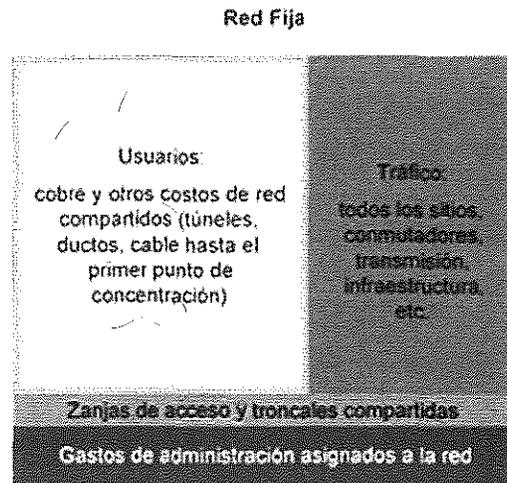 Red Fija
Usuarios:
cobre y otros costos de red
compartidos (túneles,
ductos, cable hasta el
primer punto de
concentración)
Tráfico:
todos los sitios,
conmutadores,
transmisión,
infraestructura,
etc.
Zanjas de acceso y troncales compartidas
Gastos de administración asignados a la red